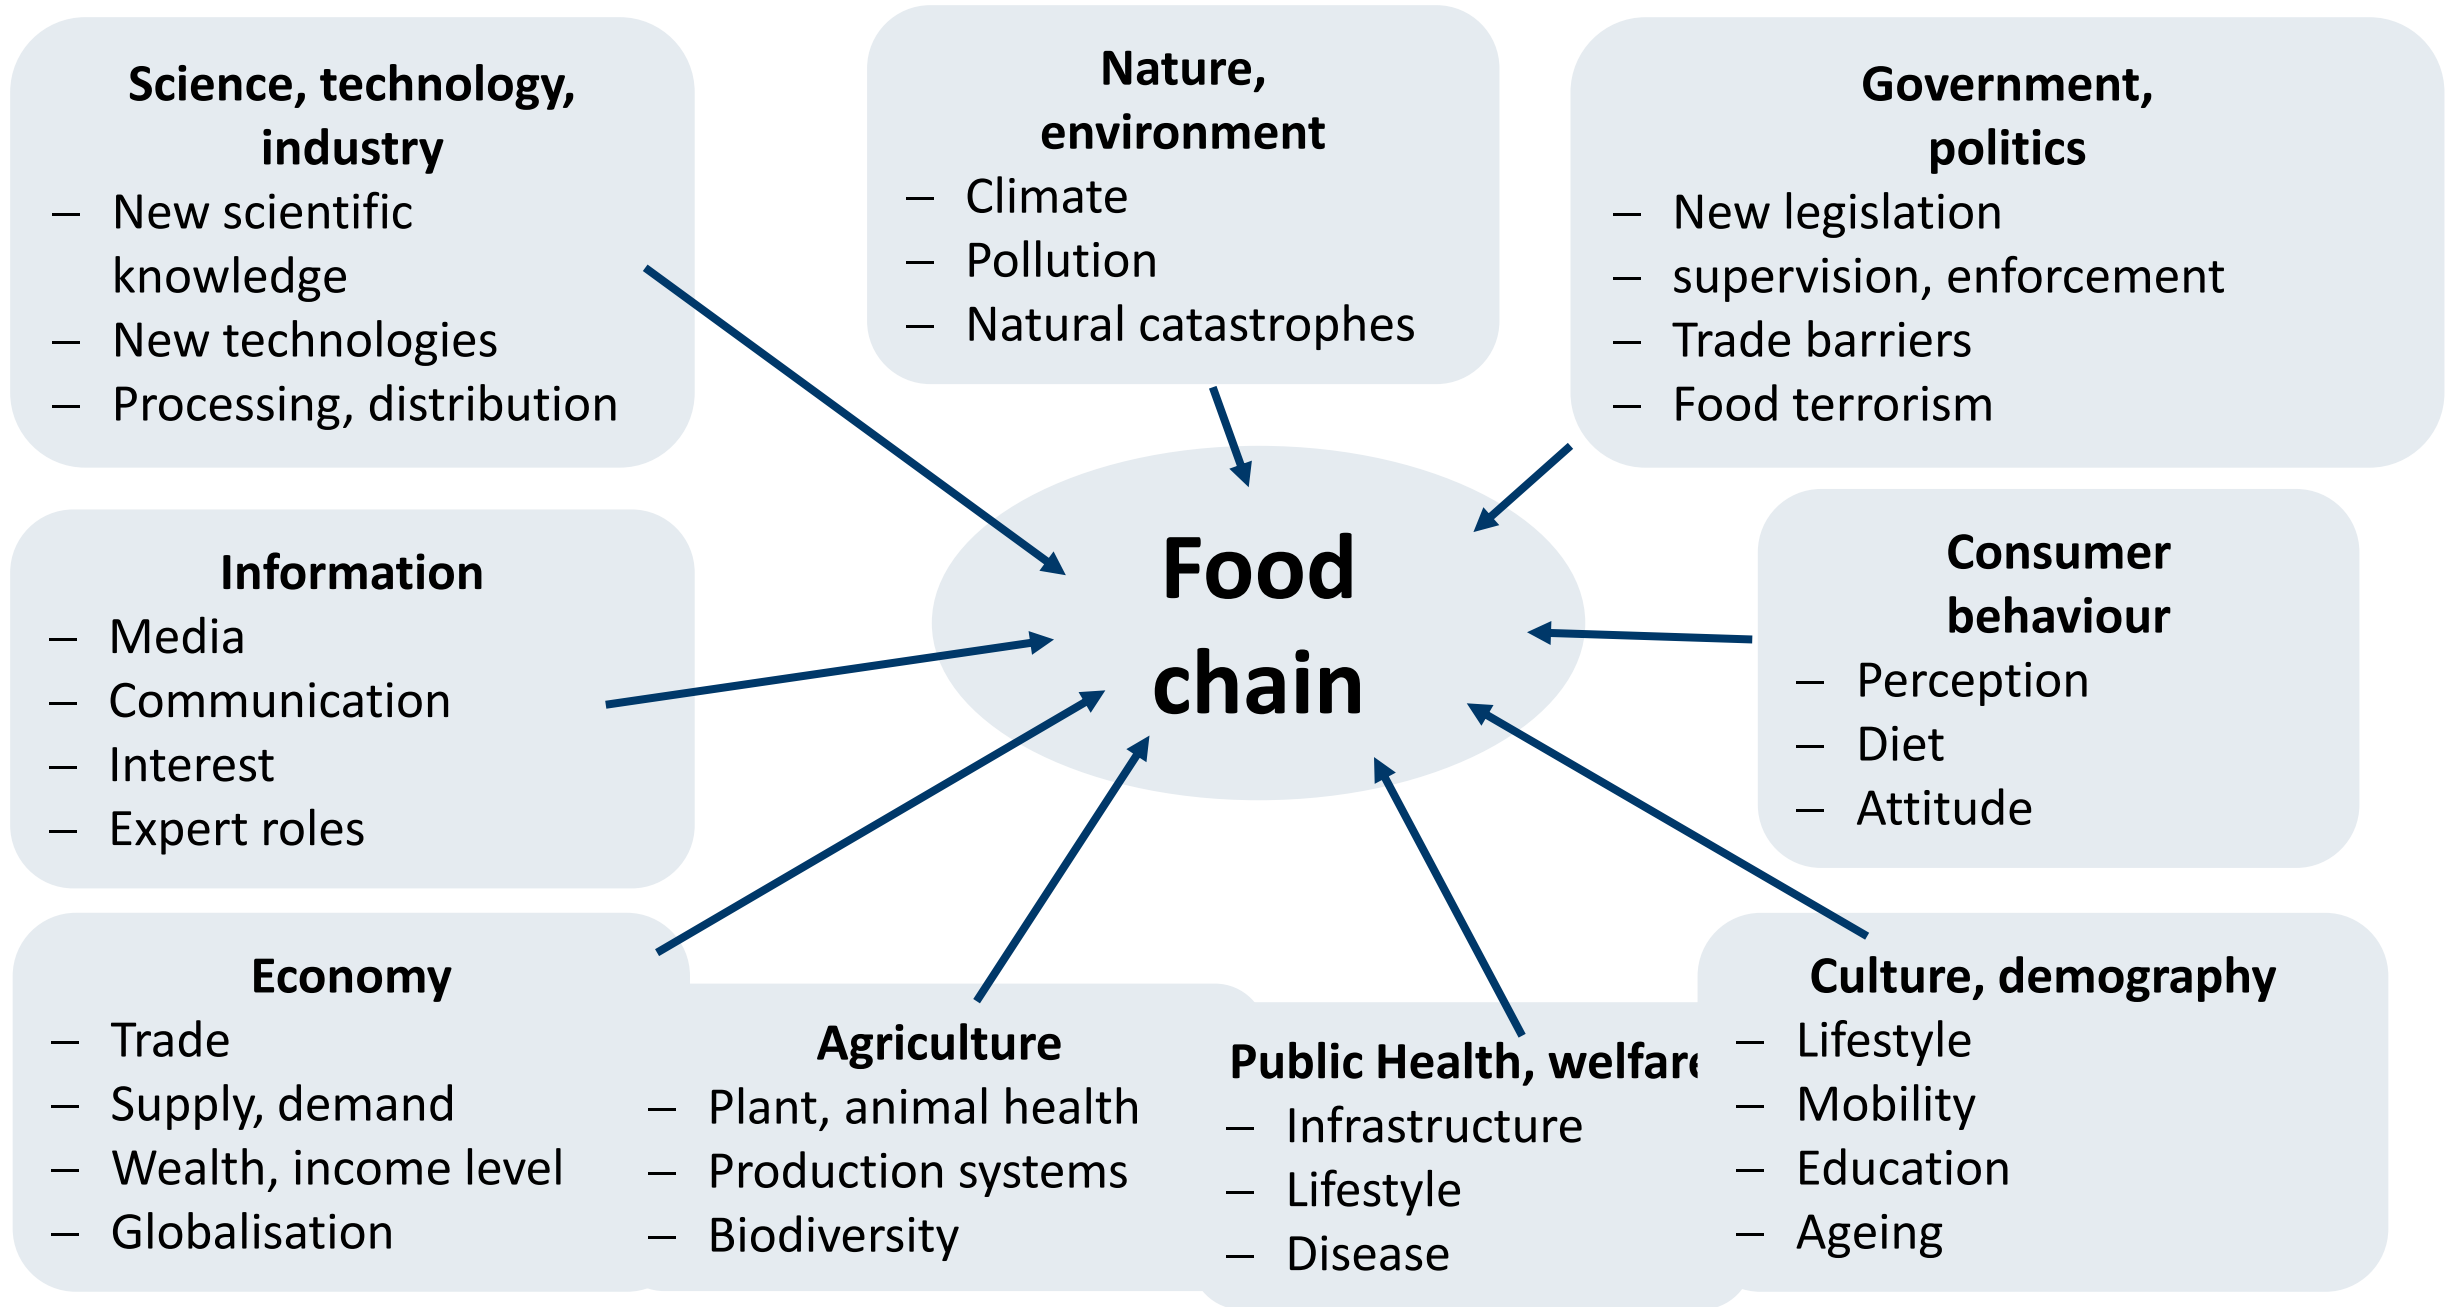 Science, technology,
industry
– New scientific
knowledge
– New technologies
– Processing, distribution
Nature,
environment
– Climate
– Pollution
– Natural catastrophes
Government,
politics
– New legislation
– supervision, enforcement
– Trade barriers
– Food terrorism
Information
– Media
– Communication
– Interest
– Expert roles
Food
chain
Consumer
behaviour
– Perception
– Diet
– Attitude
Economy
– Trade
– Supply, demand
– Wealth, income level
– Globalisation
Agriculture
– Plant, animal health
– Production systems
– Biodiversity
Public Health, welfare
– Infrastructure
– Lifestyle
– Disease
Culture, demography
– Lifestyle
– Mobility
– Education
– Ageing